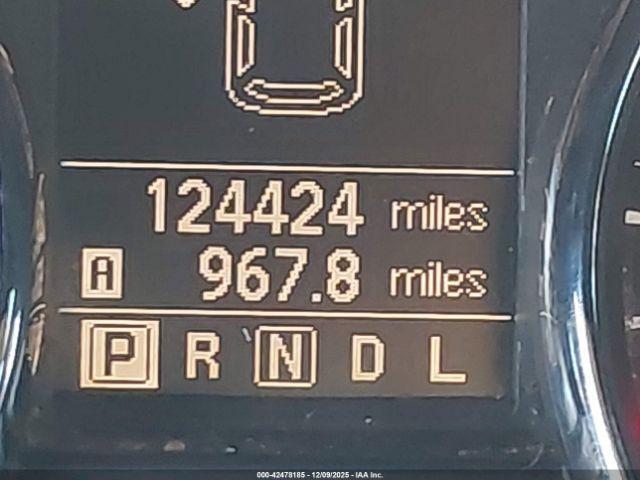 124424 miles
A 967.8 miles
P R N D L
000-42478185 - 12/09/2025 - IAA Inc.